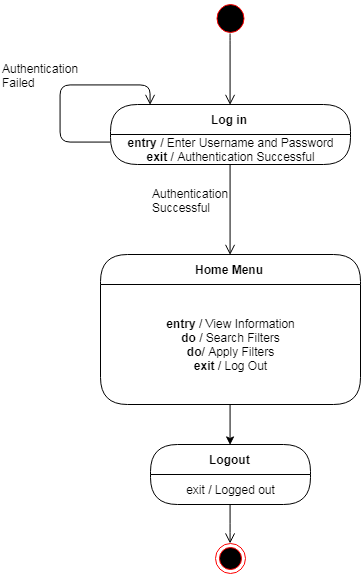 Authentication
Failed
Log in
entry / Enter Username and Password
exit / Authentication Successful
Authentication
Successful
Home Menu
entry / View Information
do / Search Filters
do/ Apply Filters
exit / Log Out
Logout
exit / Logged out